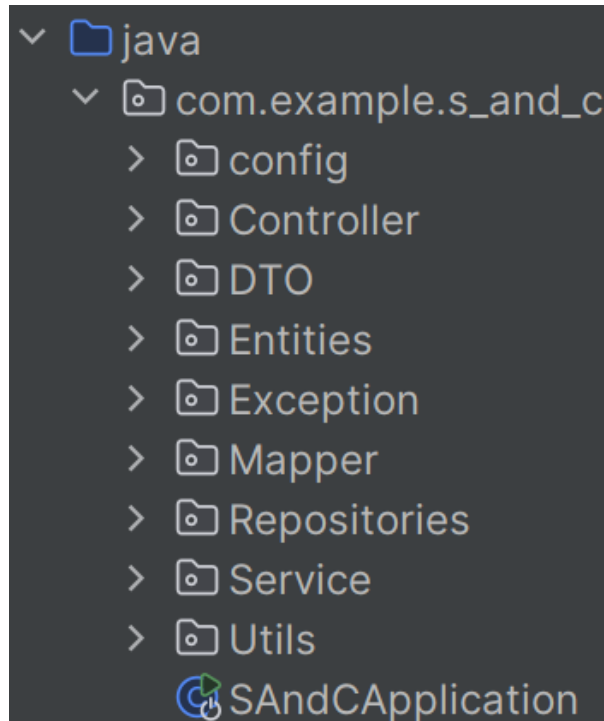 java
com.example.s_and_c
config
Controller
DTO
Entities
Exception
Mapper
Repositories
Service
Utils
SAndCApplication